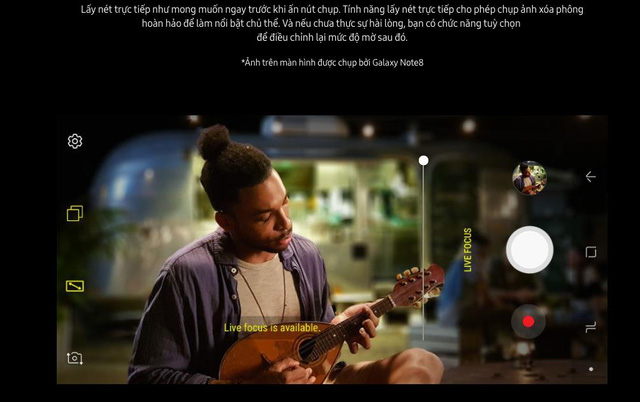 Lấy nét trực tiếp như mong muốn ngay trước khi ấn nút chụp. Tính năng lấy nét trực tiếp cho phép chụp ảnh xóa phông
hoàn hảo để làm nổi bật chủ thể. Và nếu chưa thực sự hài lòng, bạn có chức năng tuỳ chọn
để điều chỉnh lại mức độ mờ sau đó.
*Ảnh trên màn hình được chụp bởi Galaxy Note8
LIVE FOCUS
Live focus is available.